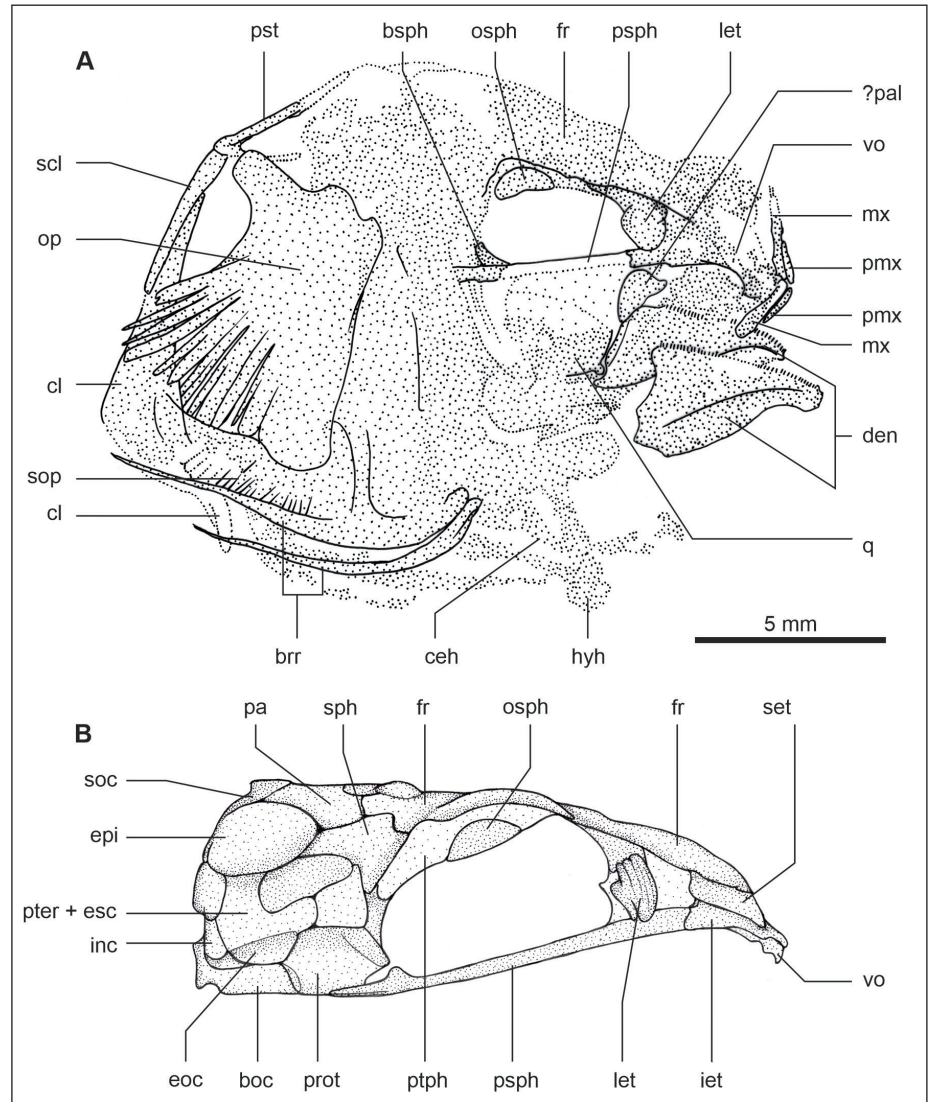 A
pst bsph osph fr psph let
?pal
vo
scl
mx
op
pmx
pmx
mx
cl
den
sop
cl
q
5 mm
brr ceh hyh
B
pa sph fr osph fr set
soc
epi
pter + esc
inc
vo
eoc boc prot ptph psph let iet